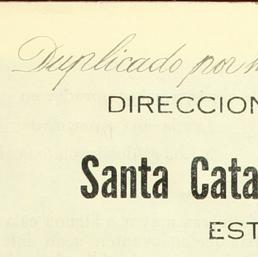 Duplicado por
DIRECCION
Santa Cata
EST